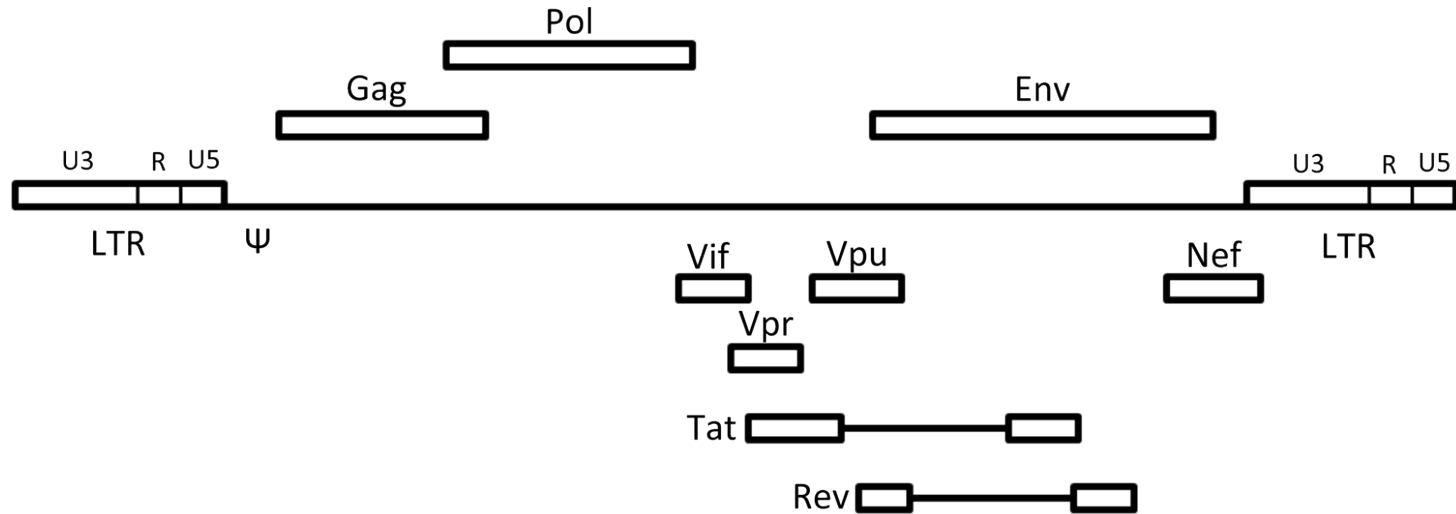 Pol
Gag
Env
U3 R U5
U3 R U5
LTR
Ψ
LTR
Vif
Vpu
Nef
Vpr
Tat
Rev